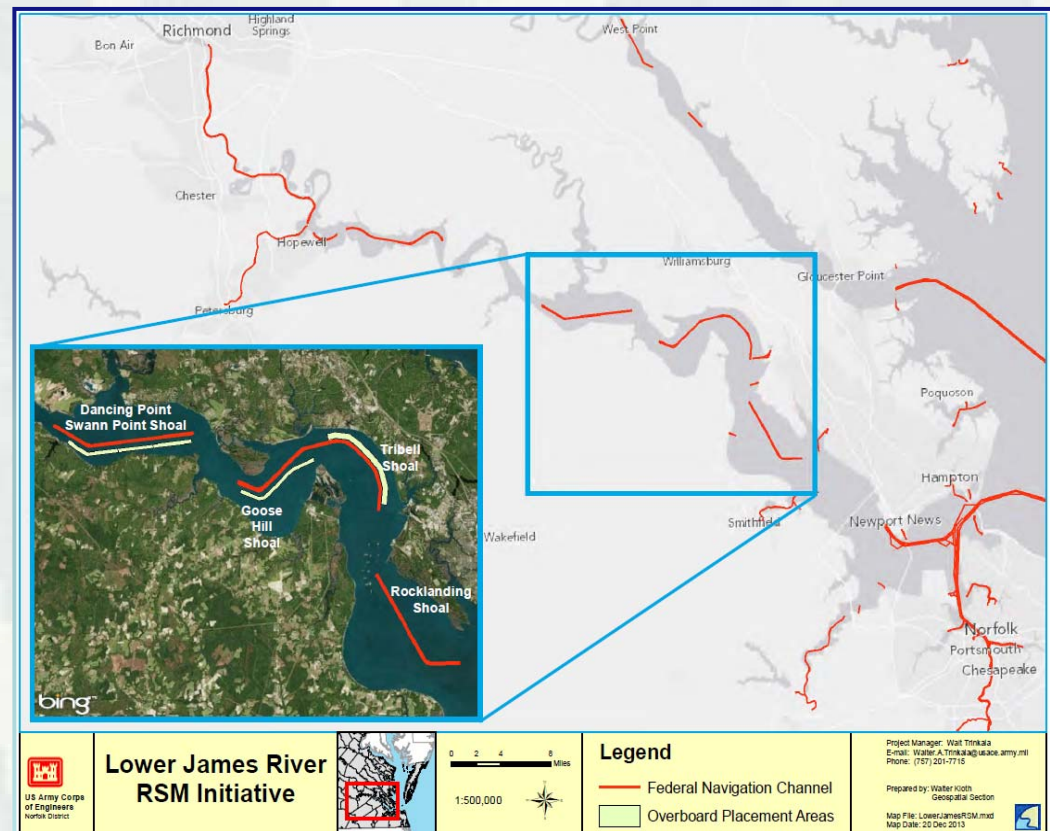 Richmond
Highland
Springs
Bon Air
West Point
Chester
Hopewell
Petersburg
Williamsburg
Gloucester Point
Poquoson
Hampton
Newport News
Smithfield
Wakefield
Norfolk
Portsmouth
Chesapeake
Dancing Point
Swann Point Shoal
Tribell
Shoal
Goose
Hill
Shoal
Rocklanding
Shoal
bing™
US Army Corps
of Engineers
Norfolk District
Lower James River
RSM Initiative
0 2 4 8
Miles
1:500,000
Legend
Federal Navigation Channel
Overboard Placement Areas
Project Manager: Walt Trinkala
E-mail: Walter.A.Trinkala@usace.army.mil
Phone: (757) 201-7715
Prepared by: Walter Kloth
Geospatial Section
Map File: LowerJamesRSM.mxd
Map Date: 20 Dec 2013